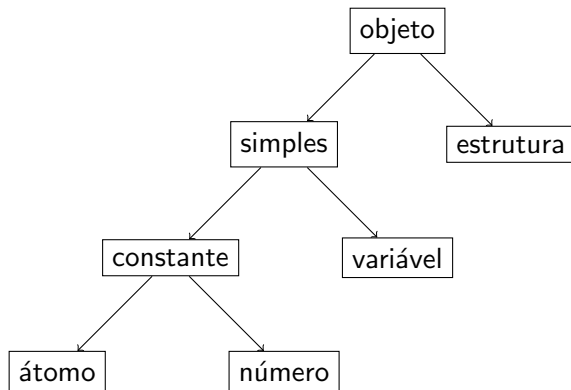 objeto
simples
estrutura
constante
variável
átomo
número